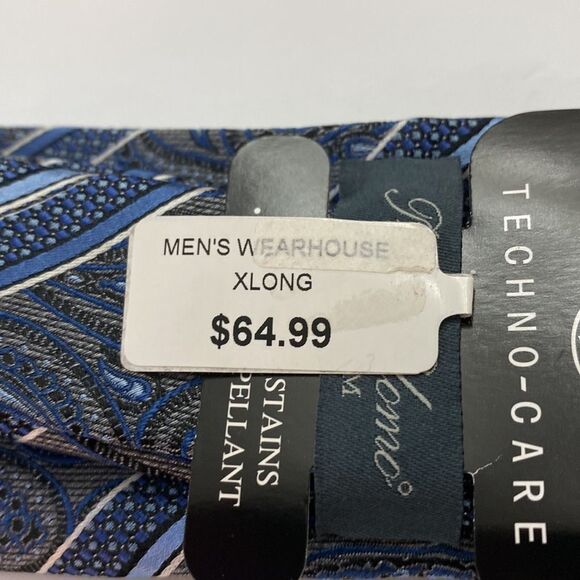 MEN'S WEARHOUSE
XLONG
$64.99
STAINS
PELLANT
TECHNO-CARE